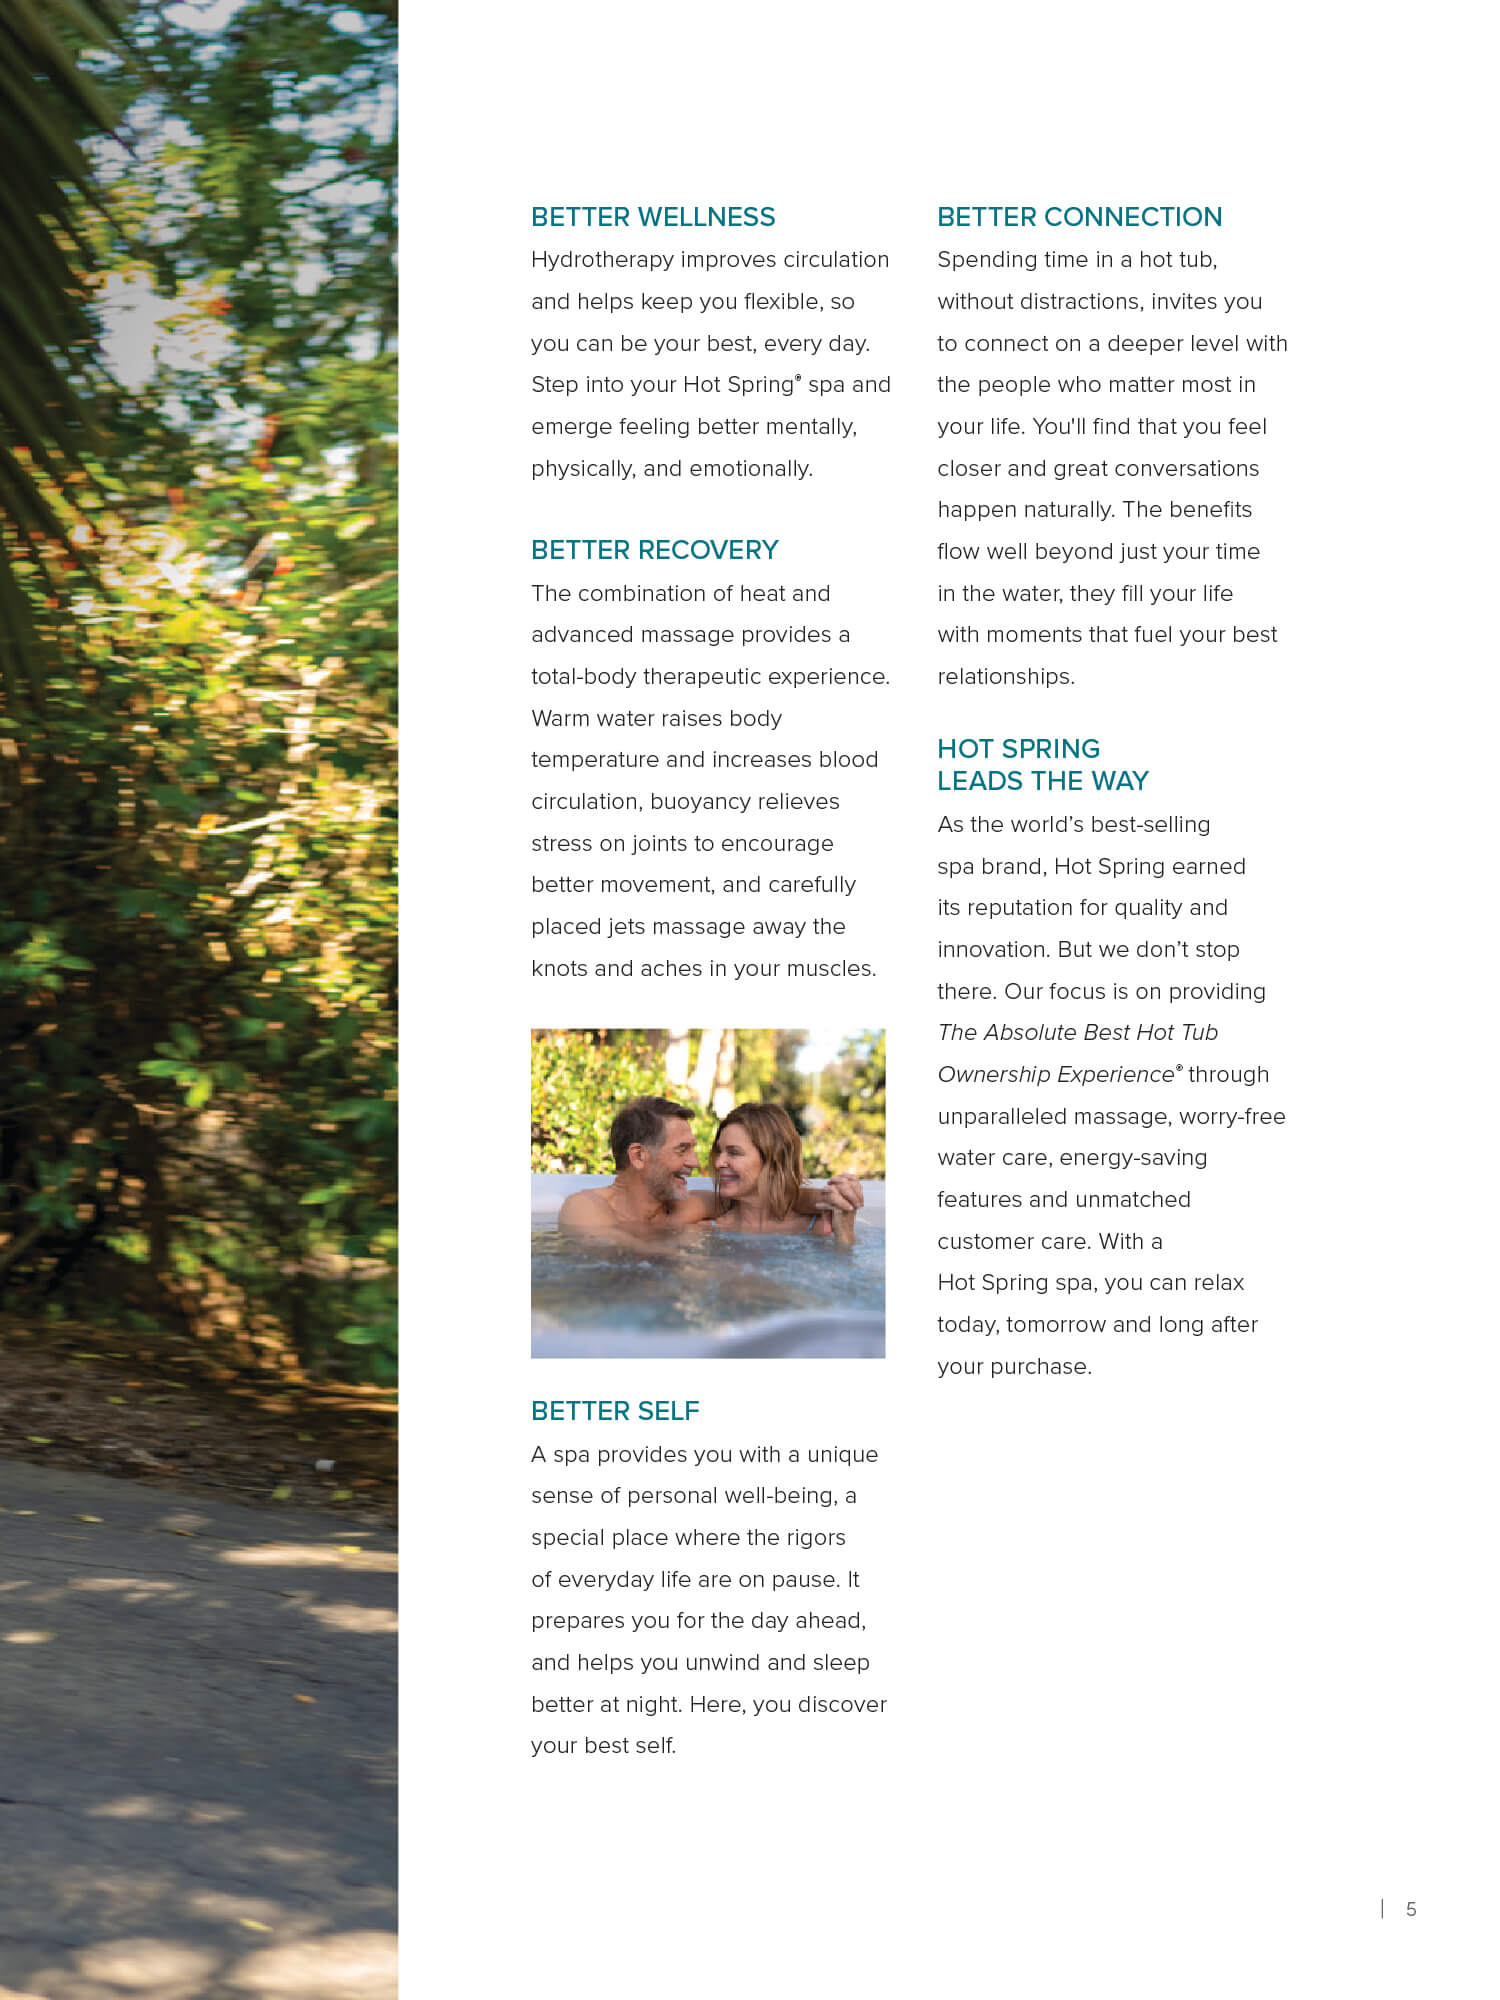 BETTER WELLNESS
Hydrotherapy improves circulation
and helps keep you flexible, so
you can be your best, every day.
Step into your Hot Spring® spa and
emerge feeling better mentally,
physically, and emotionally.
BETTER RECOVERY
The combination of heat and
advanced massage provides a
total-body therapeutic experience.
Warm water raises body
temperature and increases blood
circulation, buoyancy relieves
stress on joints to encourage
better movement, and carefully
placed jets massage away the
knots and aches in your muscles.
BETTER SELF
A spa provides you with a unique
sense of personal well-being, a
special place where the rigors
of everyday life are on pause. It
prepares you for the day ahead,
and helps you unwind and sleep
better at night. Here, you discover
your best self.
BETTER CONNECTION
Spending time in a hot tub,
without distractions, invites you
to connect on a deeper level with
the people who matter most in
your life. You'll find that you feel
closer and great conversations
happen naturally. The benefits
flow well beyond just your time
in the water, they fill your life
with moments that fuel your best
relationships.
HOT SPRING
LEADS THE WAY
As the world’s best-selling
spa brand, Hot Spring earned
its reputation for quality and
innovation. But we don’t stop
there. Our focus is on providing
The Absolute Best Hot Tub
Ownership Experience® through
unparalleled massage, worry-free
water care, energy-saving
features and unmatched
customer care. With a
Hot Spring spa, you can relax
today, tomorrow and long after
your purchase.
| 5